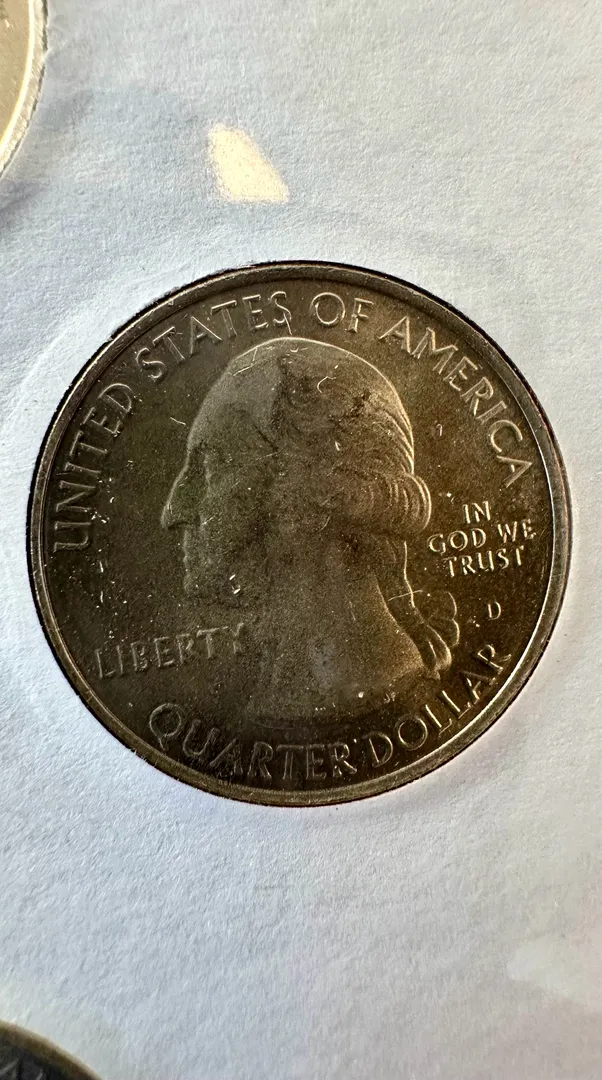 UNITED STATES OF AMERICA
IN
GOD WE
TRUST
D
LIBERTY
QUARTER DOLLAR